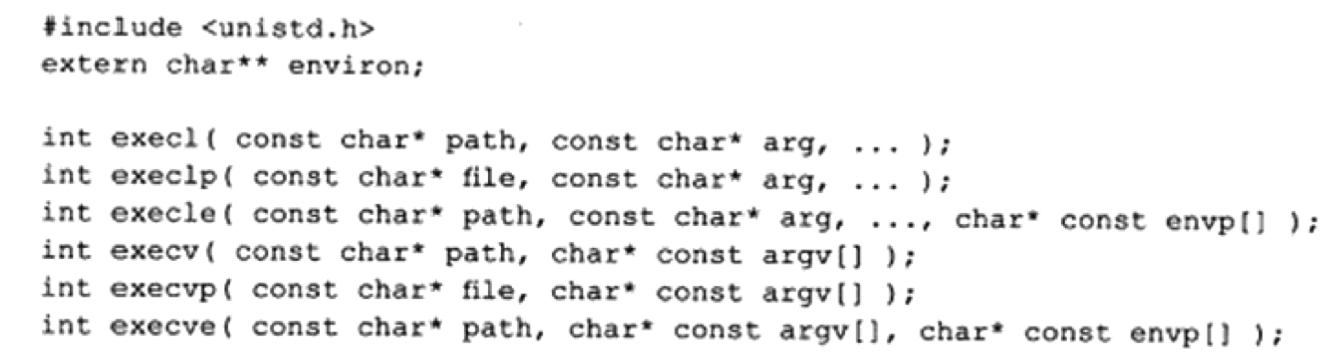 #include <unistd.h>
extern char** environ;
int execl( const char* path, const char* arg, ... );
int execlp( const char* file, const char* arg, ... );
int execle( const char* path, const char* arg, ..., char* const envp[] );
int execv( const char* path, char* const argv[] );
int execvp( const char* file, char* const argv[] );
int execve( const char* path, char* const argv[], char* const envp[] );